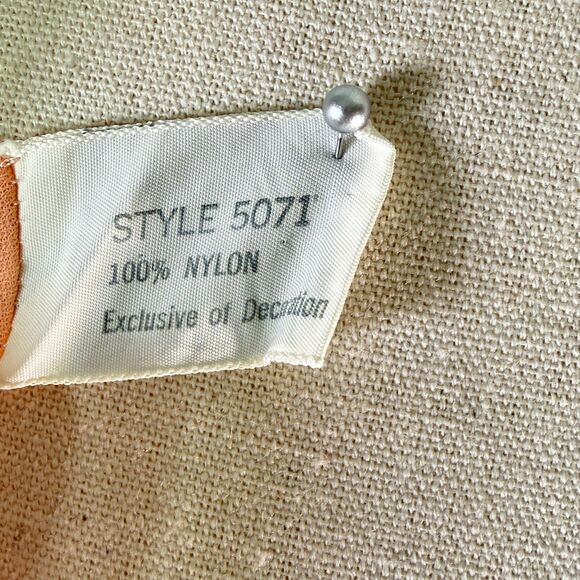 STYLE 5071
100% NYLON
Exclusive of Decoration